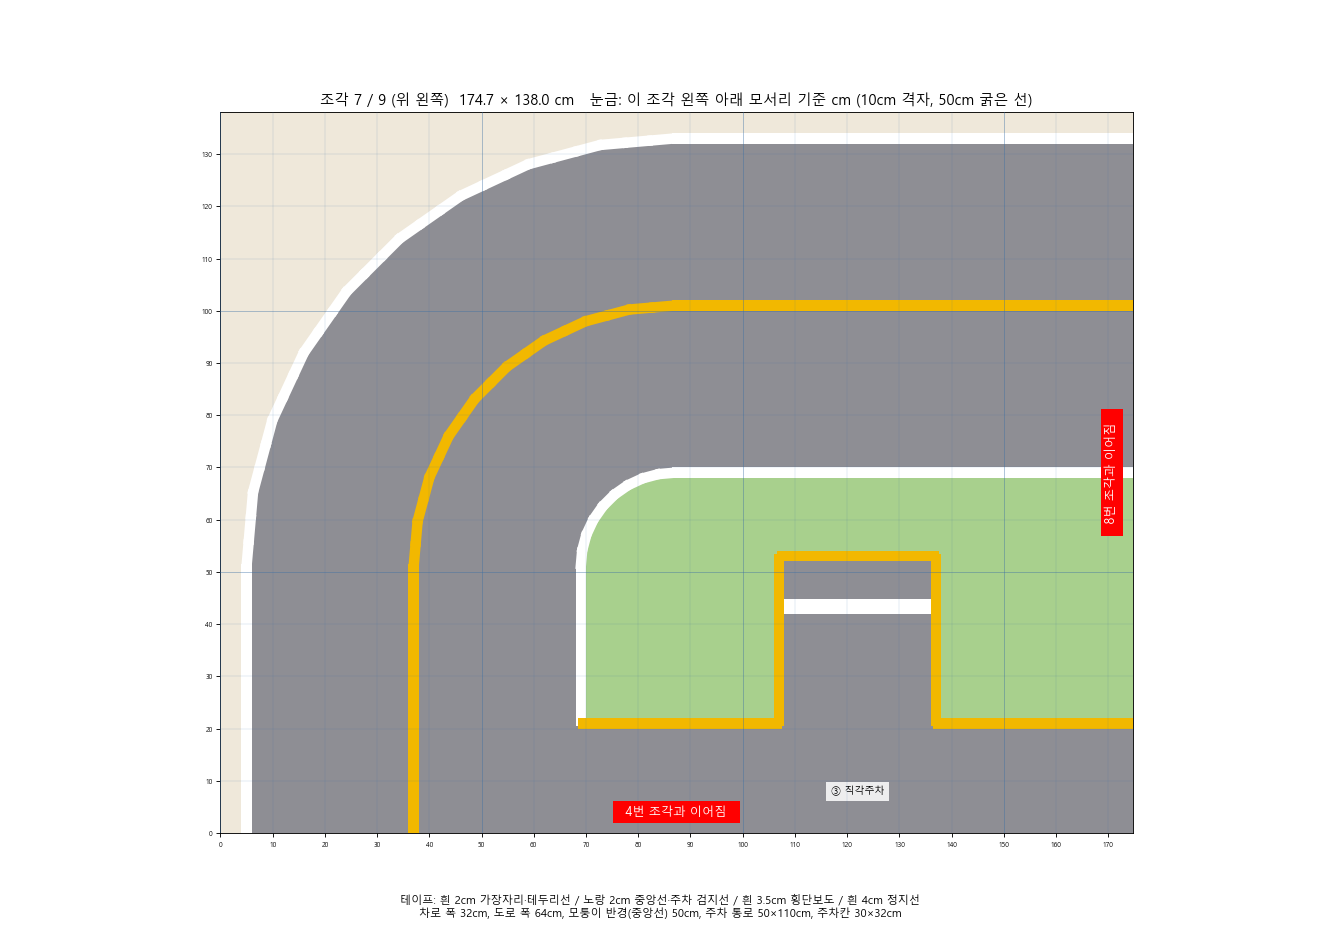 조각 7 / 9 (위 왼쪽)  174.7 × 138.0 cm   눈금: 이 조각 왼쪽 아래 모서리 기준 cm (10cm 격자, 50cm 굵은 선)
130
120
110
100
90
80
70
60
50
40
30
20
10
0
8번 조각과 이어짐
③ 직각주차
4번 조각과 이어짐
0 10 20 30 40 50 60 70 80 90 100 110 120 130 140 150 160 170
테이프: 흰 2cm 가장자리·테두리선 / 노랑 2cm 중앙선·주차 검지선 / 흰 3.5cm 횡단보도 / 흰 4cm 정지선
차로 폭 32cm, 도로 폭 64cm, 모퉁이 반경(중앙선) 50cm, 주차 통로 50×110cm, 주차칸 30×32cm